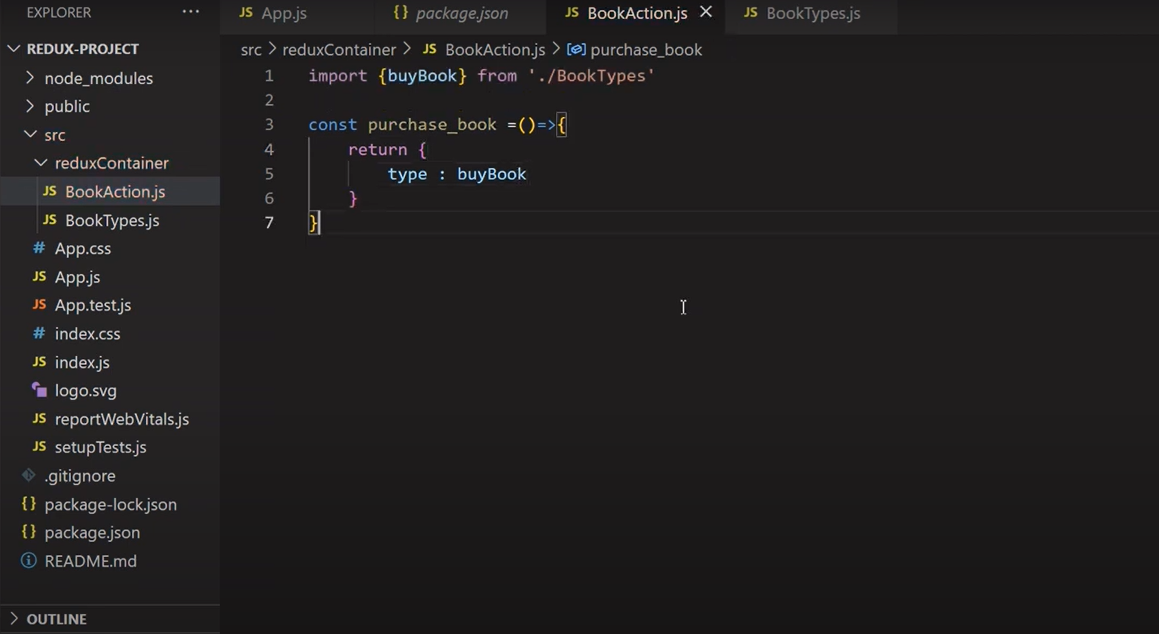 EXPLORER ...
REDUX-PROJECT
node_modules
public
src
reduxContainer
JS BookAction.js
JS BookTypes.js
# App.css
JS App.js
JS App.test.js
# index.css
JS index.js
logo.svg
JS reportWebVitals.js
JS setupTests.js
.gitignore
{} package-lock.json
{} package.json
README.md
OUTLINE
JS App.js {} package.json JS BookAction.js × JS BookTypes.js
src > reduxContainer > JS BookAction.js > purchase_book
1 import {buyBook} from './BookTypes'
2
3 const purchase_book =()=>{
4 return {
5 type : buyBook
6 }
7 }